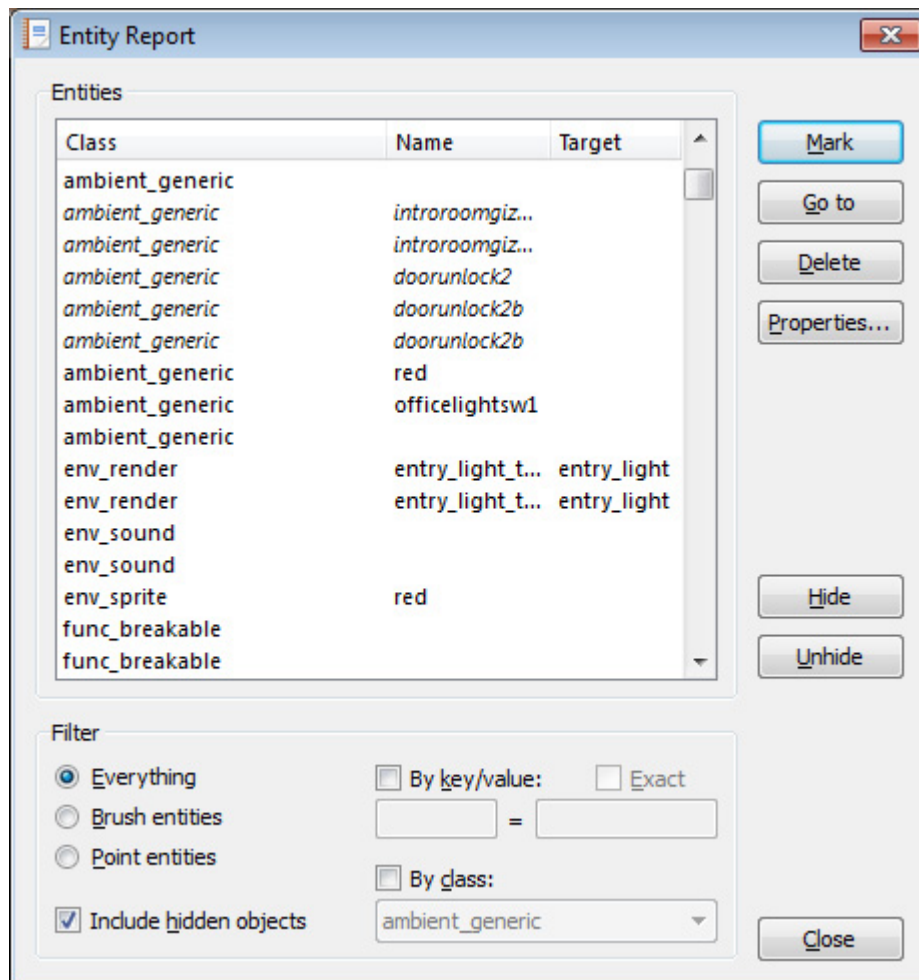 Entity Report
Entities
Class Name Target
ambient_generic
ambient_generic introroomgiz...
ambient_generic introroomgiz...
ambient_generic doorunlock2
ambient_generic doorunlock2b
ambient_generic doorunlock2b
ambient_generic red
ambient_generic officelightsw1
ambient_generic
env_render entry_light_t... entry_light
env_render entry_light_t... entry_light
env_sound
env_sound
env_sprite red
func_breakable
func_breakable
Mark
Go to
Delete
Properties...
Hide
Unhide
Filter
Everything
Brush entities
Point entities
Include hidden objects
By key/value: Exact
=
By class:
ambient_generic
Close